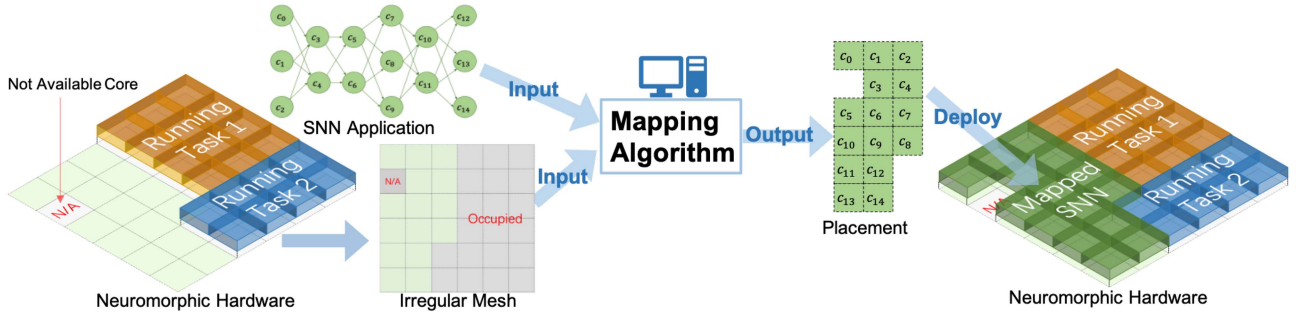 Not Available Core
N/A
Running
Task 1
Running
Task 2
Neuromorphic Hardware
c₀
c₁
c₂
c₃
c₄
c₅
c₆
c₇
c₈
c₉
c₁₀
c₁₁
c₁₂
c₁₃
c₁₄
SNN Application
N/A
Occupied
Irregular Mesh
Input
Input
Mapping
Algorithm
Output
c₀ c₁ c₂
c₃ c₄
c₅ c₆ c₇
c₁₀ c₉ c₈
c₁₁ c₁₂
c₁₃ c₁₄
Placement
Deploy
Running
Task 1
Running
Task 2
Mapped
SNN
N/A
Neuromorphic Hardware